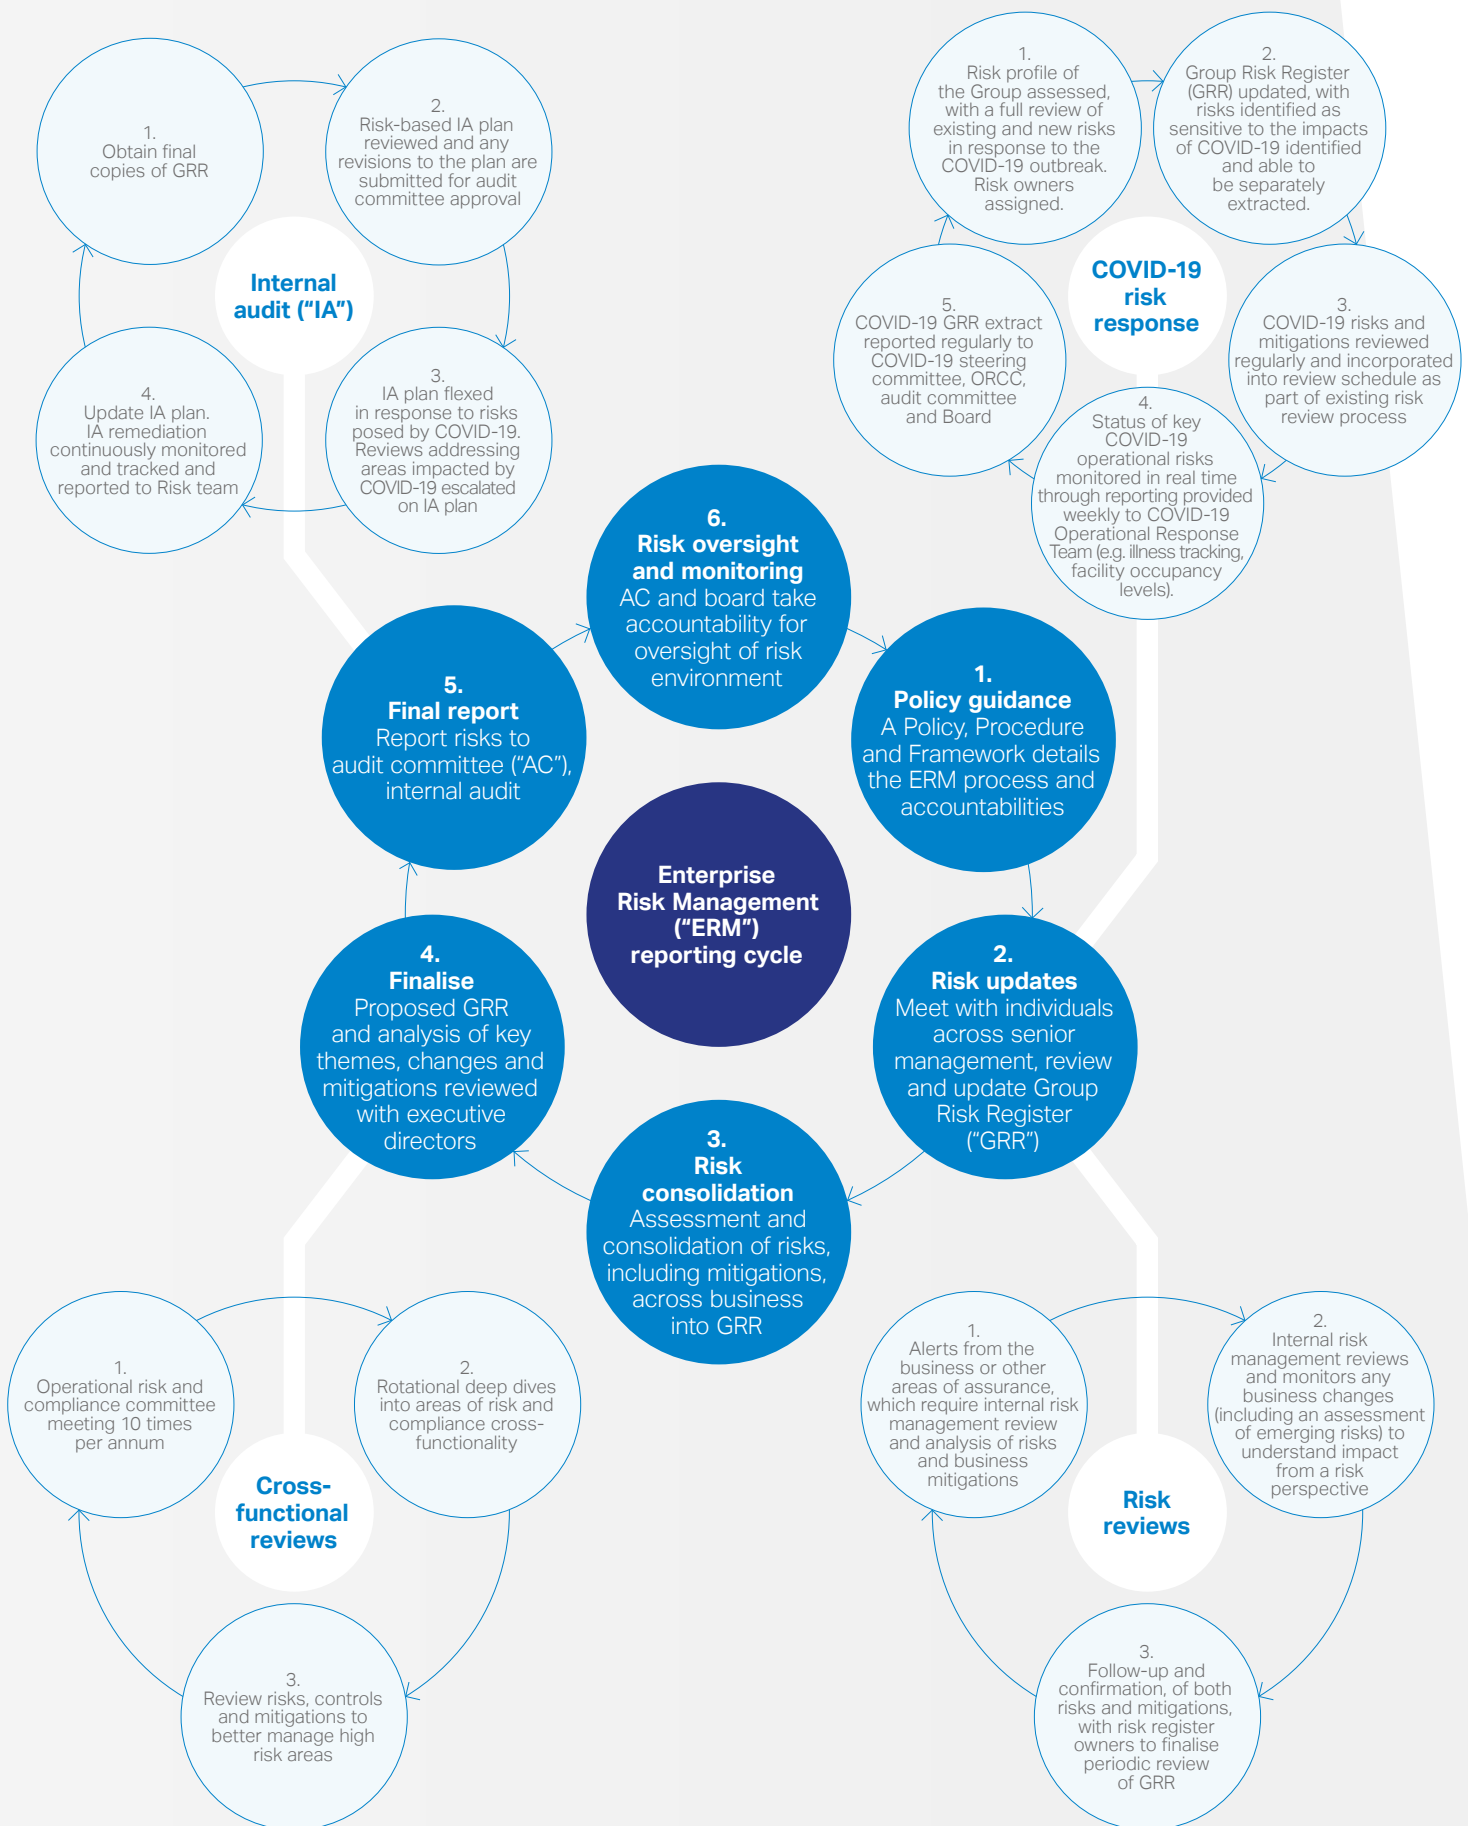 1.
Obtain final
copies of GRR
2.
Risk-based IA plan
reviewed and any
revisions to the plan are
submitted for audit
committee approval
Internal
audit (“IA”)
3.
IA plan flexed
in response to risks
posed by COVID-19.
Reviews addressing
areas impacted by
COVID-19 escalated
on IA plan
4.
Update IA plan.
IA remediation
continuously monitored
and tracked and
reported to Risk team
1.
Risk profile of
the Group assessed,
with a full review of
existing and new risks
in response to the
COVID-19 outbreak.
Risk owners
assigned.
2.
Group Risk Register
(GRR) updated, with
risks identified as
sensitive to the impacts
of COVID-19 identified
and able to
be separately
extracted.
COVID-19
risk
response
3.
COVID-19 risks and
mitigations reviewed
regularly and incorporated
into review schedule as
part of existing risk
review process
4.
Status of key
COVID-19
operational risks
monitored in real time
through reporting provided
weekly to COVID-19
Operational Response
Team (e.g. illness tracking,
facility occupancy
levels).
5.
COVID-19 GRR extract
reported regularly to
COVID-19 steering
committee, ORCC,
audit committee
and Board
6.
Risk oversight
and monitoring
AC and board take
accountability for
oversight of risk
environment
1.
Policy guidance
A Policy, Procedure
and Framework details
the ERM process and
accountabilities
5.
Final report
Report risks to
audit committee (“AC”),
internal audit
Enterprise
Risk Management
(“ERM”)
reporting cycle
2.
Risk updates
Meet with individuals
across senior
management, review
and update Group
Risk Register
(“GRR”)
4.
Finalise
Proposed GRR
and analysis of key
themes, changes and
mitigations reviewed
with executive
directors
3.
Risk
consolidation
Assessment and
consolidation of risks,
including mitigations,
across business
into GRR
1.
Operational risk and
compliance committee
meeting 10 times
per annum
2.
Rotational deep dives
into areas of risk and
compliance cross-
functionality
Cross-
functional
reviews
3.
Review risks, controls
and mitigations to
better manage high
risk areas
1.
Alerts from the
business or other
areas of assurance,
which require internal risk
management review
and analysis of risks
and business
mitigations
2.
Internal risk
management reviews
and monitors any
business changes
(including an assessment
of emerging risks) to
understand impact
from a risk
perspective
Risk
reviews
3.
Follow-up and
confirmation, of both
risks and mitigations,
with risk register
owners to finalise
periodic review
of GRR